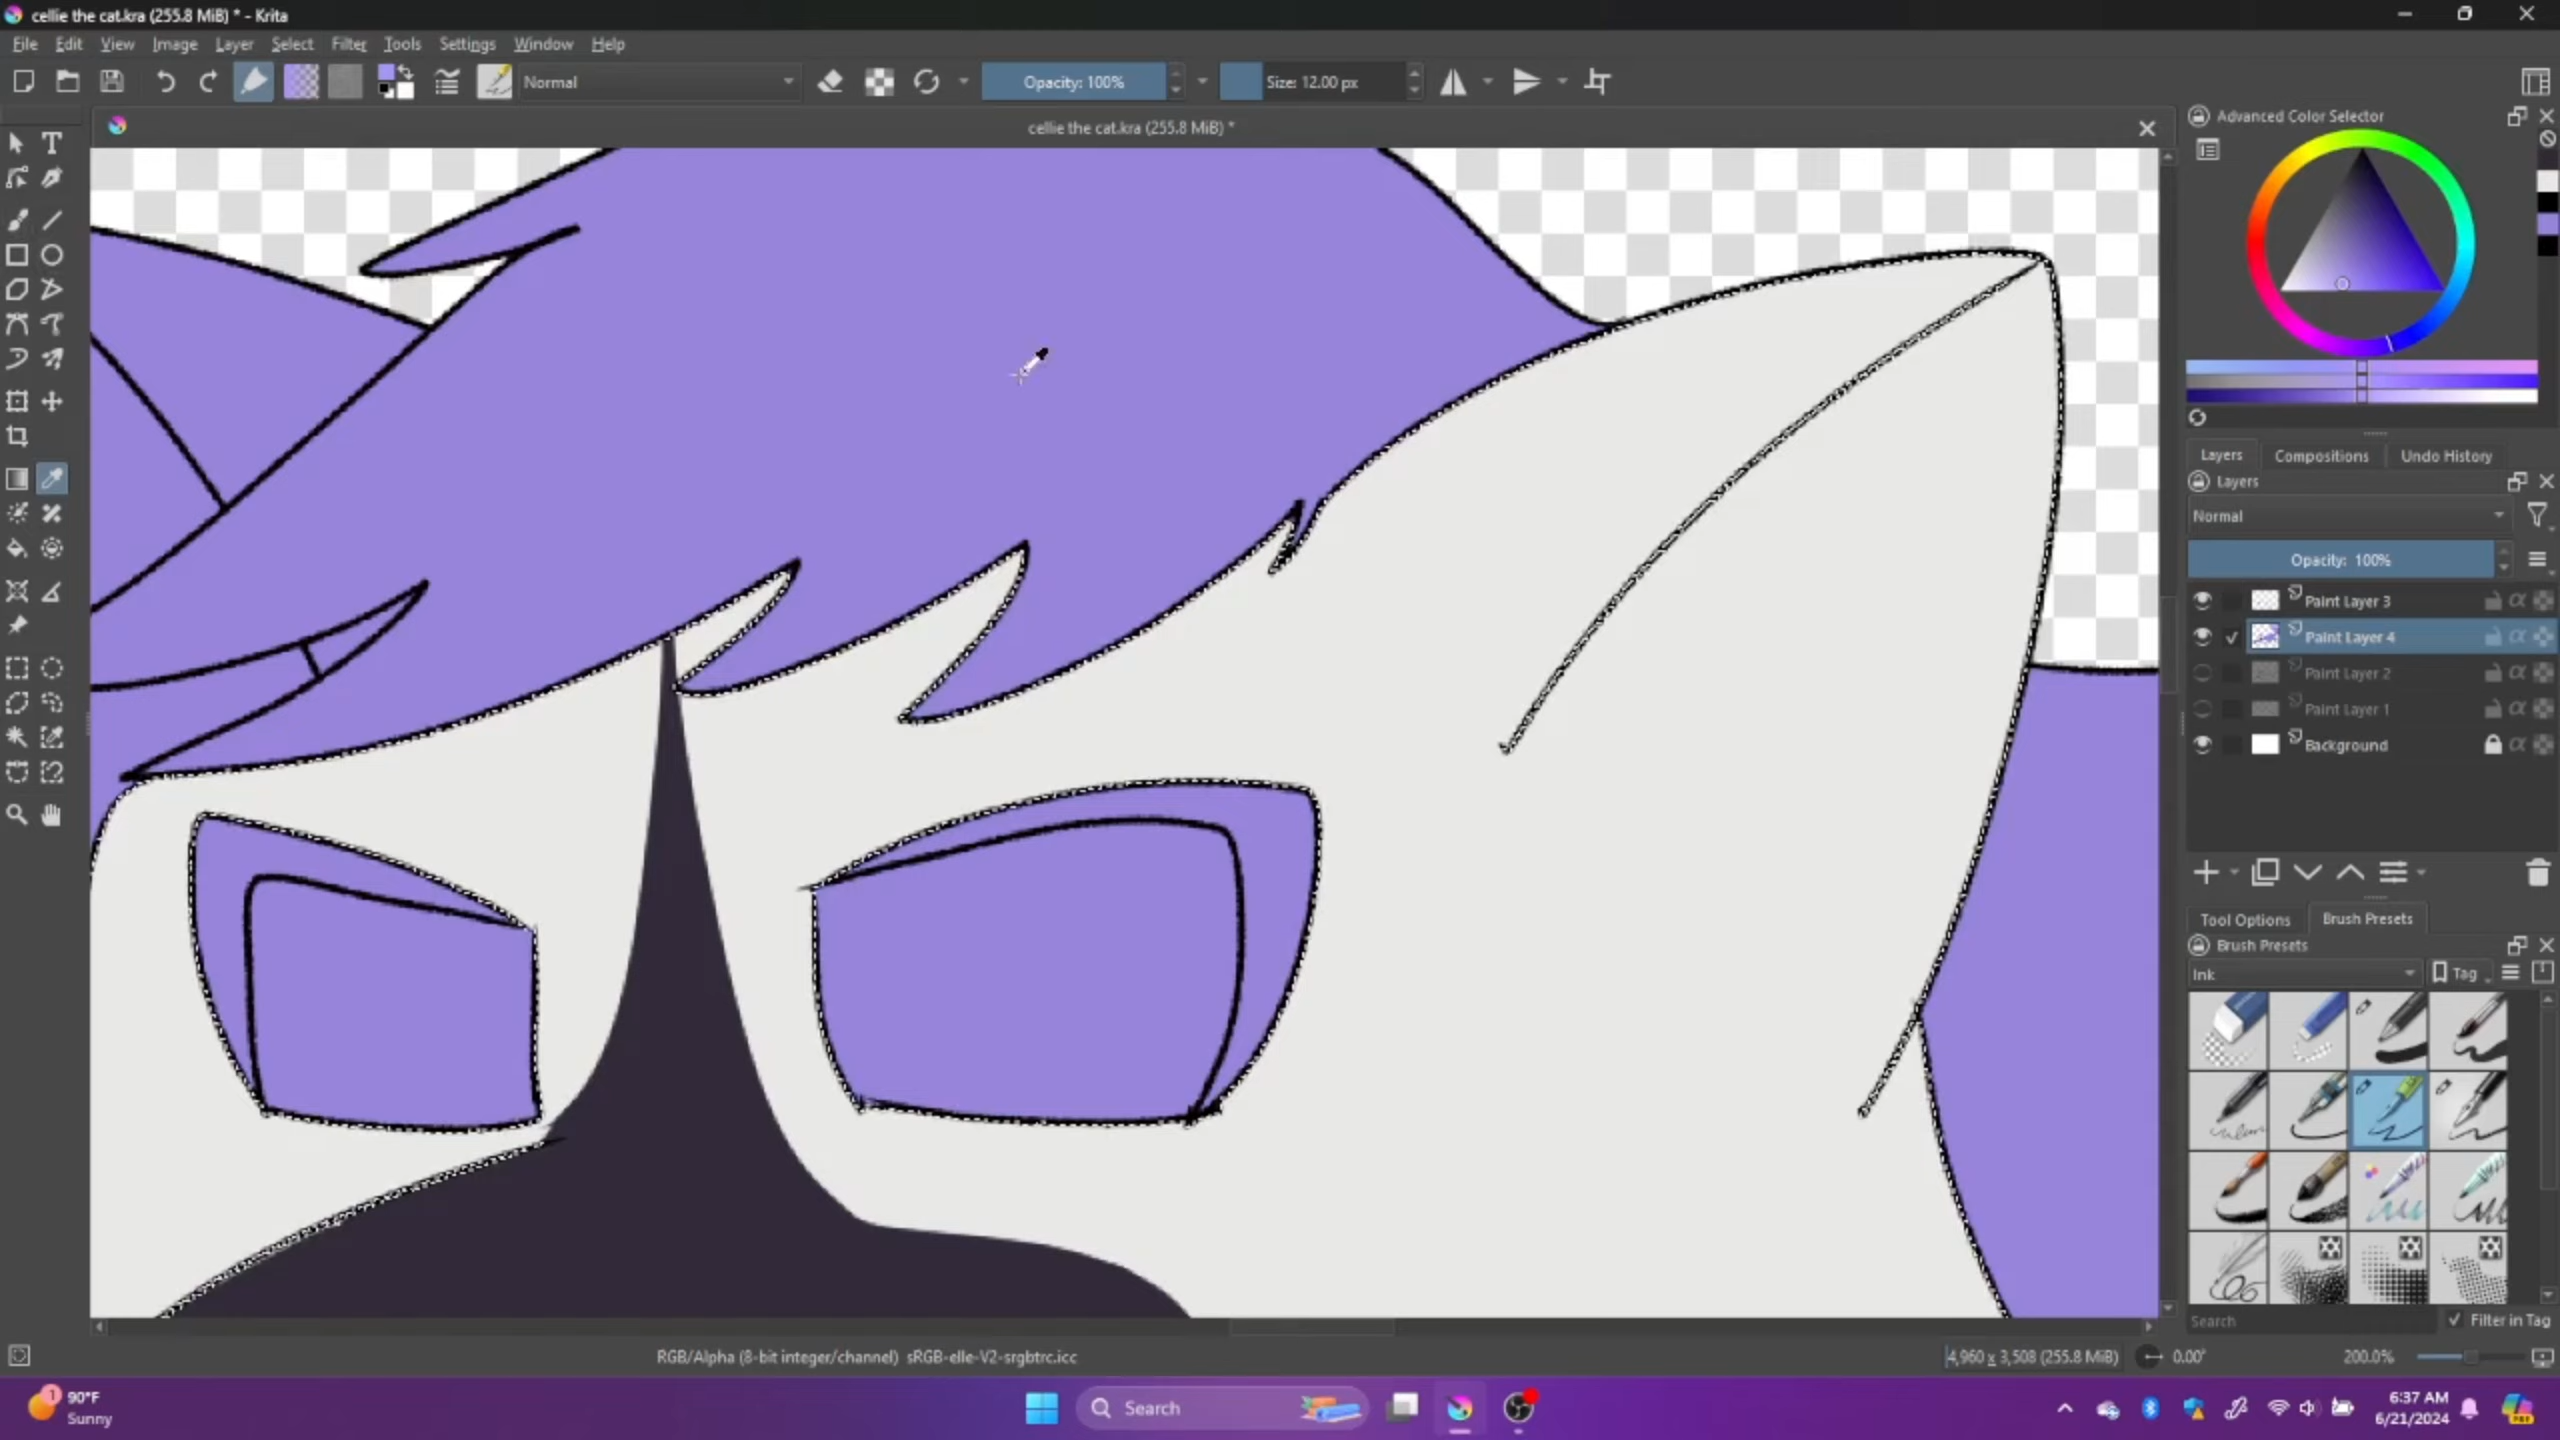 cellie the cat.kra (255.8 MiB) * - Krita
File Edit View Image Layer Select Filter Tools Settings Window Help
Normal
Opacity: 100%
Size: 12.00 px
cellie the cat.kra (255.8 MiB) *
Advanced Color Selector
Layers Compositions Undo History
Layers
Normal
Opacity: 100%
Paint Layer 3
Paint Layer 4
Paint Layer 2
Paint Layer 1
Background
Tool Options Brush Presets
Brush Presets
Ink
Tag
Search
Filter in Tag
RGB/Alpha (8-bit integer/channel) sRGB-elle-V2-srgbtrc.icc
4,960 x 3,508 (255.8 MiB)
0.00°
200.0%
1
90°F
Sunny
Search
6:37 AM
6/21/2024